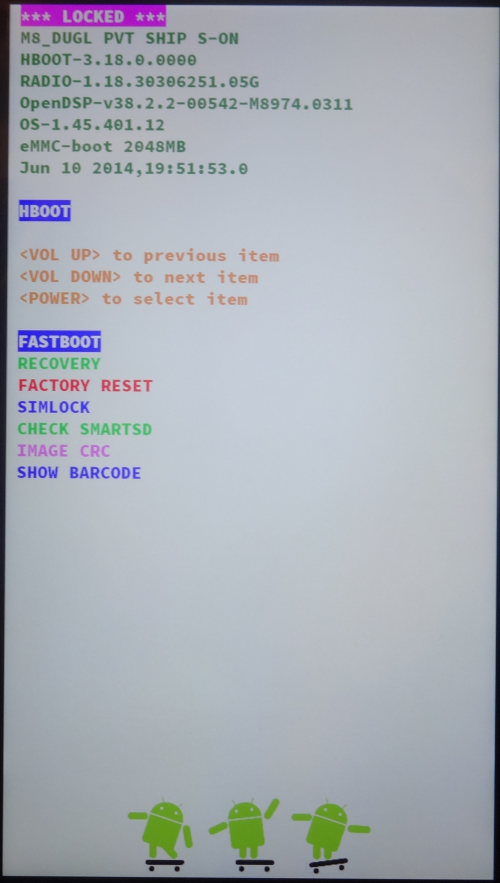 *** LOCKED ***
M8_DUGL PVT SHIP S-ON
HBOOT-3.18.0.0000
RADIO-1.18.30306251.05G
OpenDSP-v38.2.2-00542-M8974.0311
OS-1.45.401.12
eMMC-boot 2048MB
Jun 10 2014,19:51:53.0
HBOOT
<VOL UP> to previous item
<VOL DOWN> to next item
<POWER> to select item
FASTBOOT
RECOVERY
FACTORY RESET
SIMLOCK
CHECK SMARTSD
IMAGE CRC
SHOW BARCODE